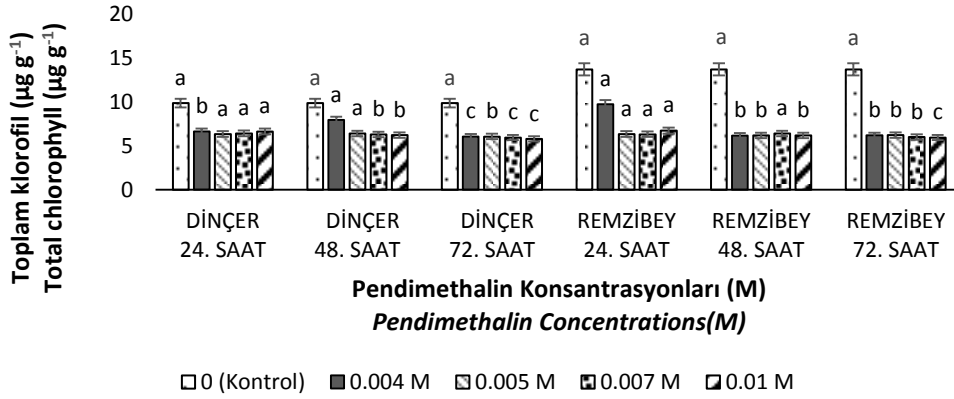 Toplam klorofil (µg g⁻¹)
Total chlorophyll (µg g⁻¹)
20
15
10
5
0
a b a a a
a a a b b
a c b c c
a a a a a
a b b a b
a b b b c
DİNÇER
24. SAAT
DİNÇER
48. SAAT
DİNÇER
72. SAAT
REMZİBEY
24. SAAT
REMZİBEY
48. SAAT
REMZİBEY
72. SAAT
Pendimethalin Konsantrasyonları (M)
Pendimethalin Concentrations(M)
0 (Kontrol) 0.004 M 0.005 M 0.007 M 0.01 M